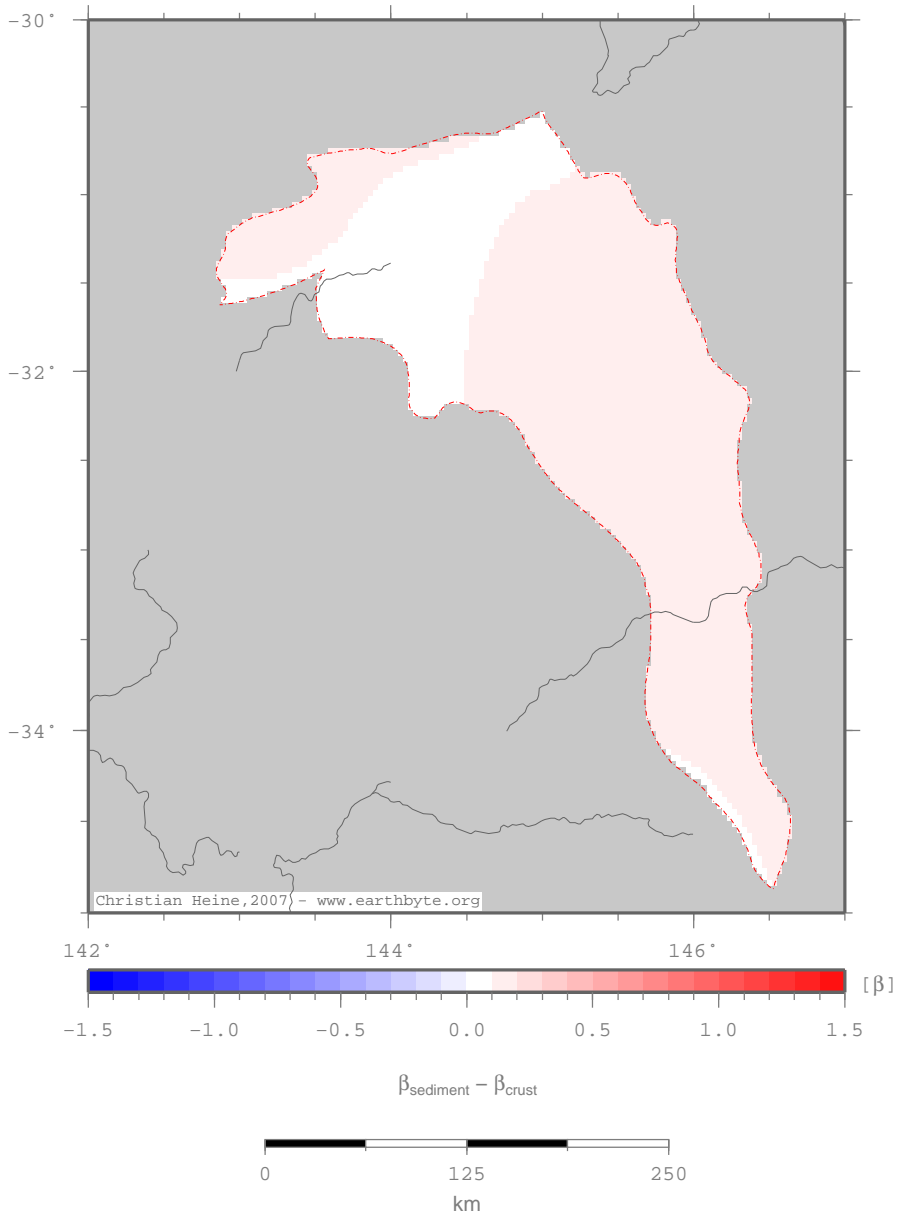 -30°
-32°
-34°
Christian Heine,2007 - www.earthbyte.org
142° 144° 146°
[β]
-1.5 -1.0 -0.5 0.0 0.5 1.0 1.5
βsediment – βcrust
0 125 250
km